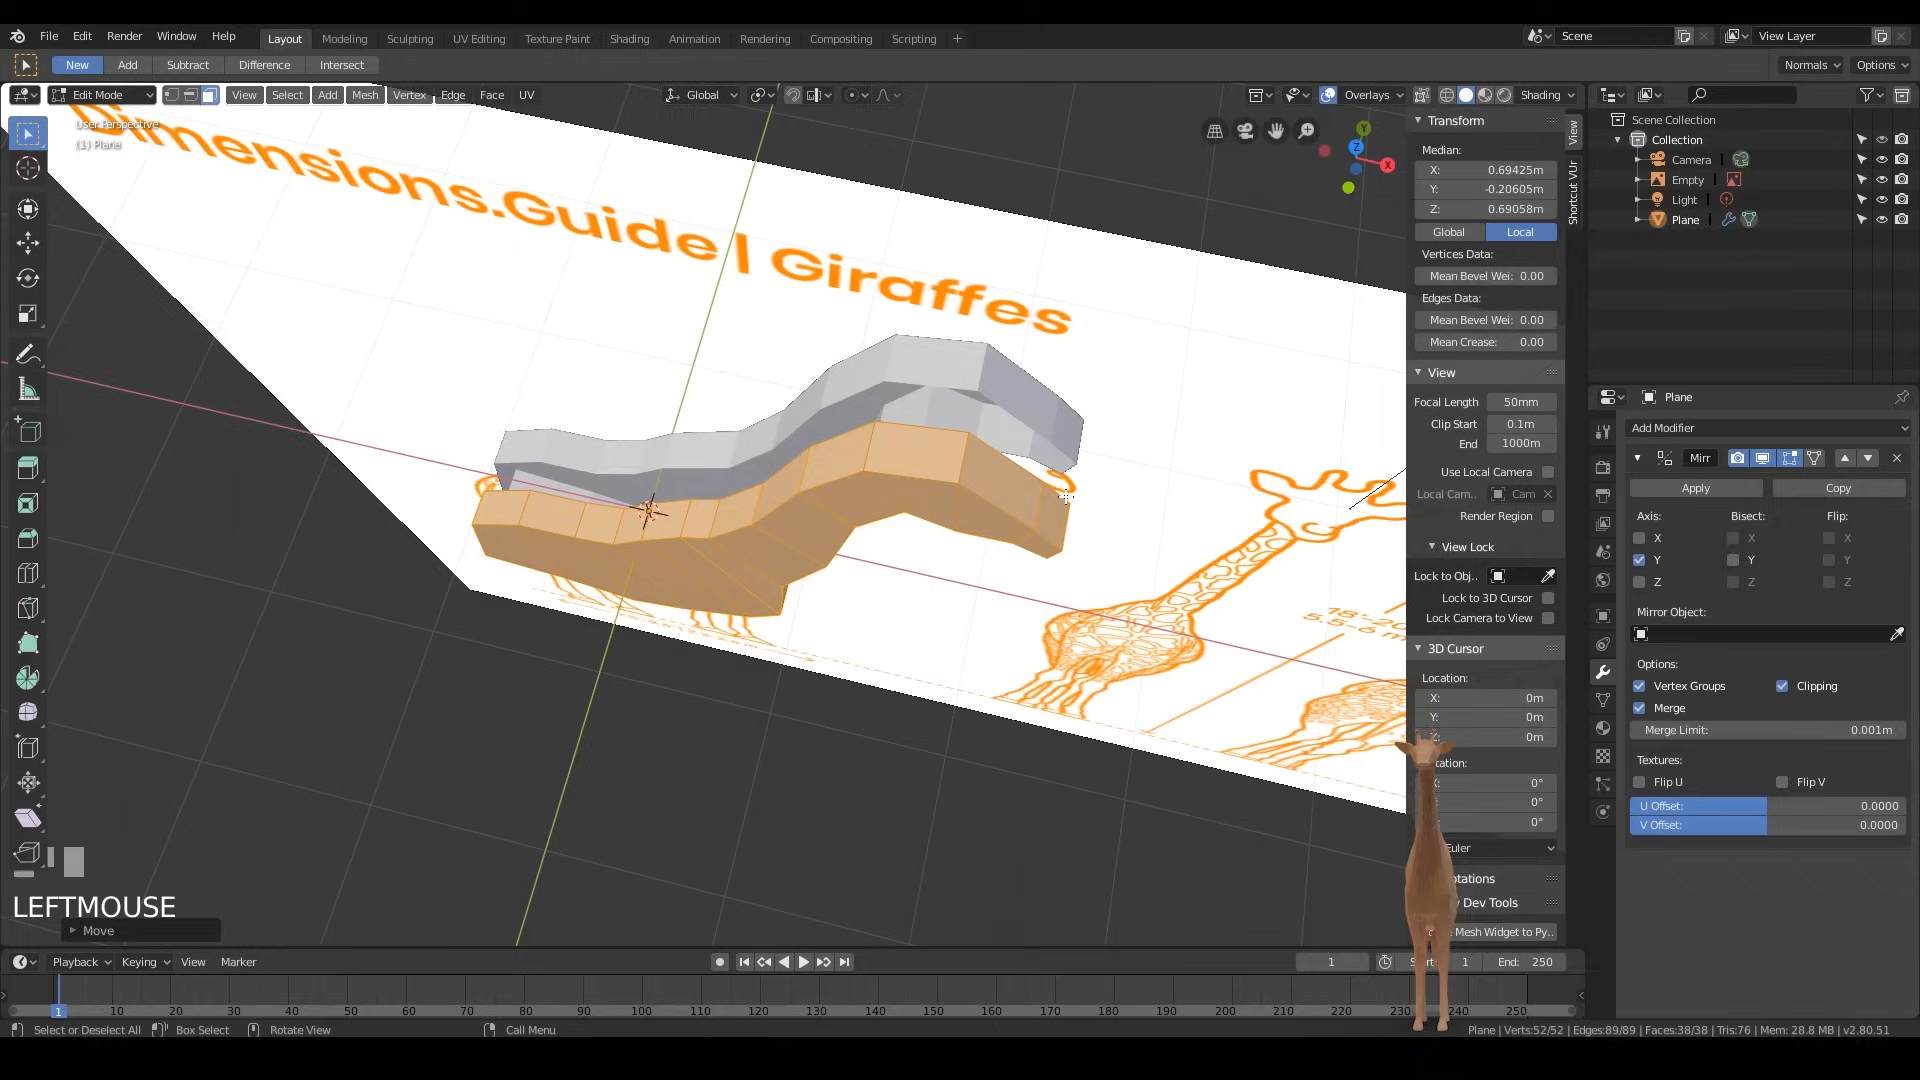 File Edit Render Window Help Layout Modeling Sculpting UV Editing Texture Paint Shading Animation Rendering Compositing Scripting + Scene View Layer
New Add Subtract Difference Intersect Normals Options
Edit Mode View Select Add Mesh Vertex Edge Face UV Global Overlays Shading
User Perspective
(1) Plane
Dimensions.Guide | Giraffes
Y
Z
X
View
Shortcut VUr
Transform
Median:
X: 0.69425m
Y: -0.20605m
Z: 0.69058m
Global Local
Vertices Data:
Mean Bevel Wei: 0.00
Edges Data:
Mean Bevel Wei: 0.00
Mean Crease: 0.00
View
Focal Length 50mm
Clip Start 0.1m
End 1000m
Use Local Camera
Local Cam.. Cam
Render Region
View Lock
Lock to Obj..
Lock to 3D Cursor
Lock Camera to View
3D Cursor
Location:
X: 0m
Y: 0m
0m
tation:
0°
0°
0°
Euler
otations
Dev Tools
Mesh Widget to Py..
Scene Collection
Collection
Camera
Empty
Light
Plane
Plane
Add Modifier
Mirr
Apply Copy
Axis: Bisect: Flip:
X X X
Y Y Y
Z Z Z
Mirror Object:
Options:
Vertex Groups Clipping
Merge
Merge Limit: 0.001m
Textures:
Flip U Flip V
U Offset: 0.0000
V Offset: 0.0000
LEFTMOUSE
Move
Playback Keying View Marker 1 1 End: 250
1 10 20 30 40 50 60 70 80 90 100 110 120 130 140 150 160 170 180 190 200 210 220 230 240 250
Select or Deselect All Box Select Rotate View Call Menu Plane | Verts:52/52 | Edges:89/89 | Faces:38/38 | Tris:76 | Mem: 28.8 MB | v2.80.51